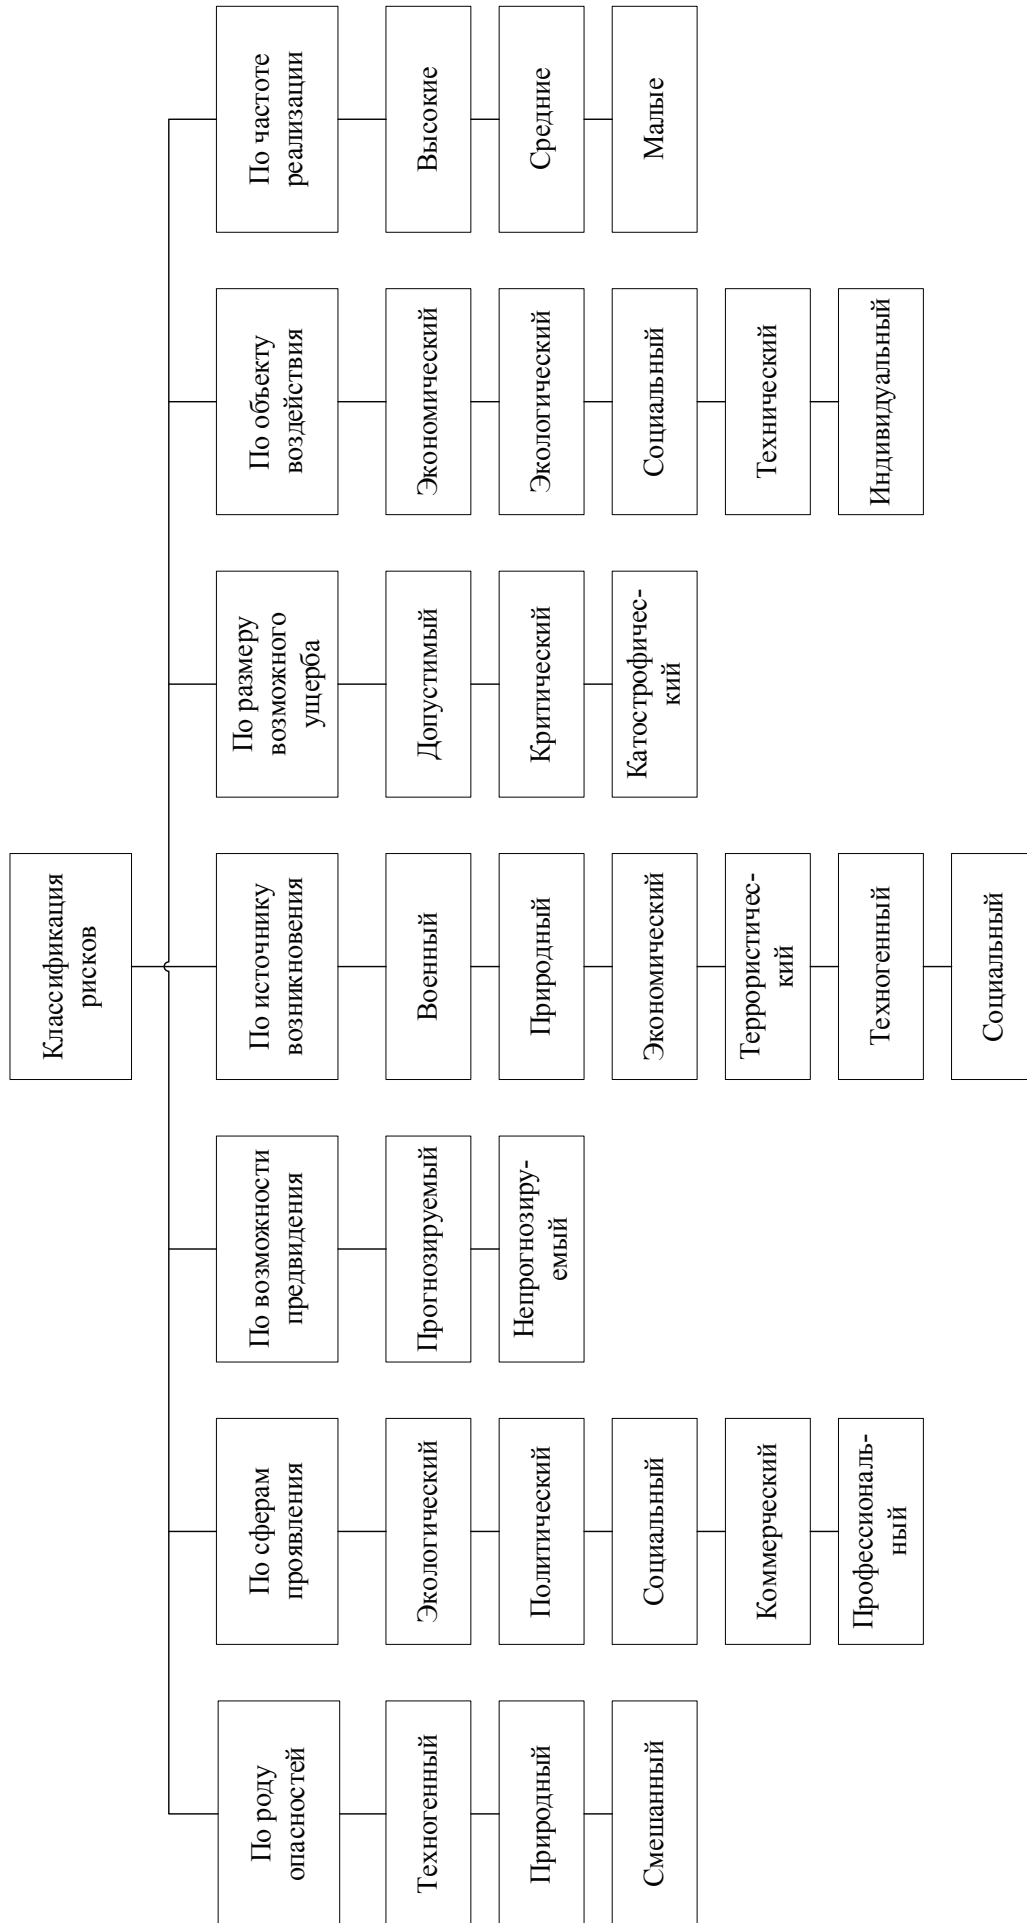 Классификация
рисков
По роду
опасностей
Техногенный
Природный
Смешанный
По сферам
проявления
Экологический
Политический
Социальный
Коммерческий
Профессиональ-
ный
По возможности
предвидения
Прогнозируемый
Непрогнозиру-
емый
По источнику
возникновения
Военный
Природный
Экономический
Террористичес-
кий
Техногенный
Социальный
По размеру
возможного
ущерба
Допустимый
Критический
Катострофичес-
кий
По объекту
воздействия
Экономический
Экологический
Социальный
Технический
Индивидуальный
По частоте
реализации
Высокие
Средние
Малые